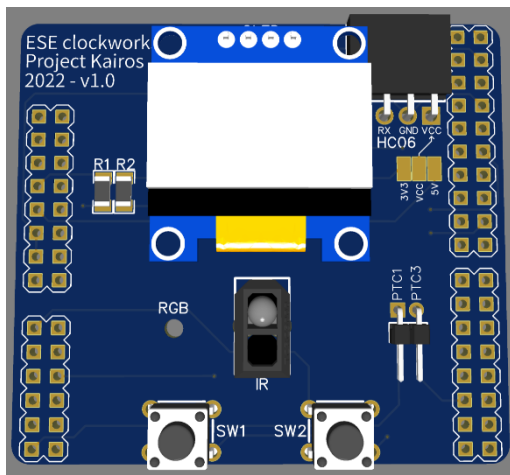 ESE clockwork
Project Kairos
2022 - v1.0
RX GND VCC
HC06
R1 R2
3V3 VCC 5V
PTC1 PTC3
RGB
IR
SW1 SW2